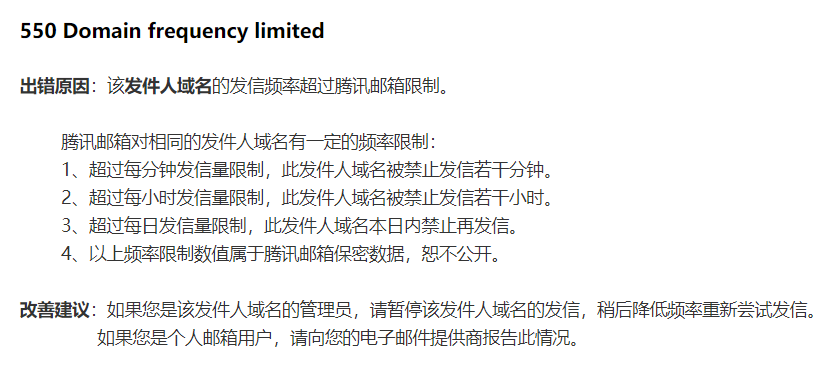 550 Domain frequency limited
出错原因：该发件人域名的发信频率超过腾讯邮箱限制。
腾讯邮箱对相同的发件人域名有一定的频率限制：
1、超过每分钟发信量限制，此发件人域名被禁止发信若干分钟。
2、超过每小时发信量限制，此发件人域名被禁止发信若干小时。
3、超过每日发信量限制，此发件人域名本日内禁止再发信。
4、以上频率限制数值属于腾讯邮箱保密数据，恕不公开。
改善建议：如果您是该发件人域名的管理员，请暂停该发件人域名的发信，稍后降低频率重新尝试发信。
如果您是个人邮箱用户，请向您的电子邮件提供商报告此情况。